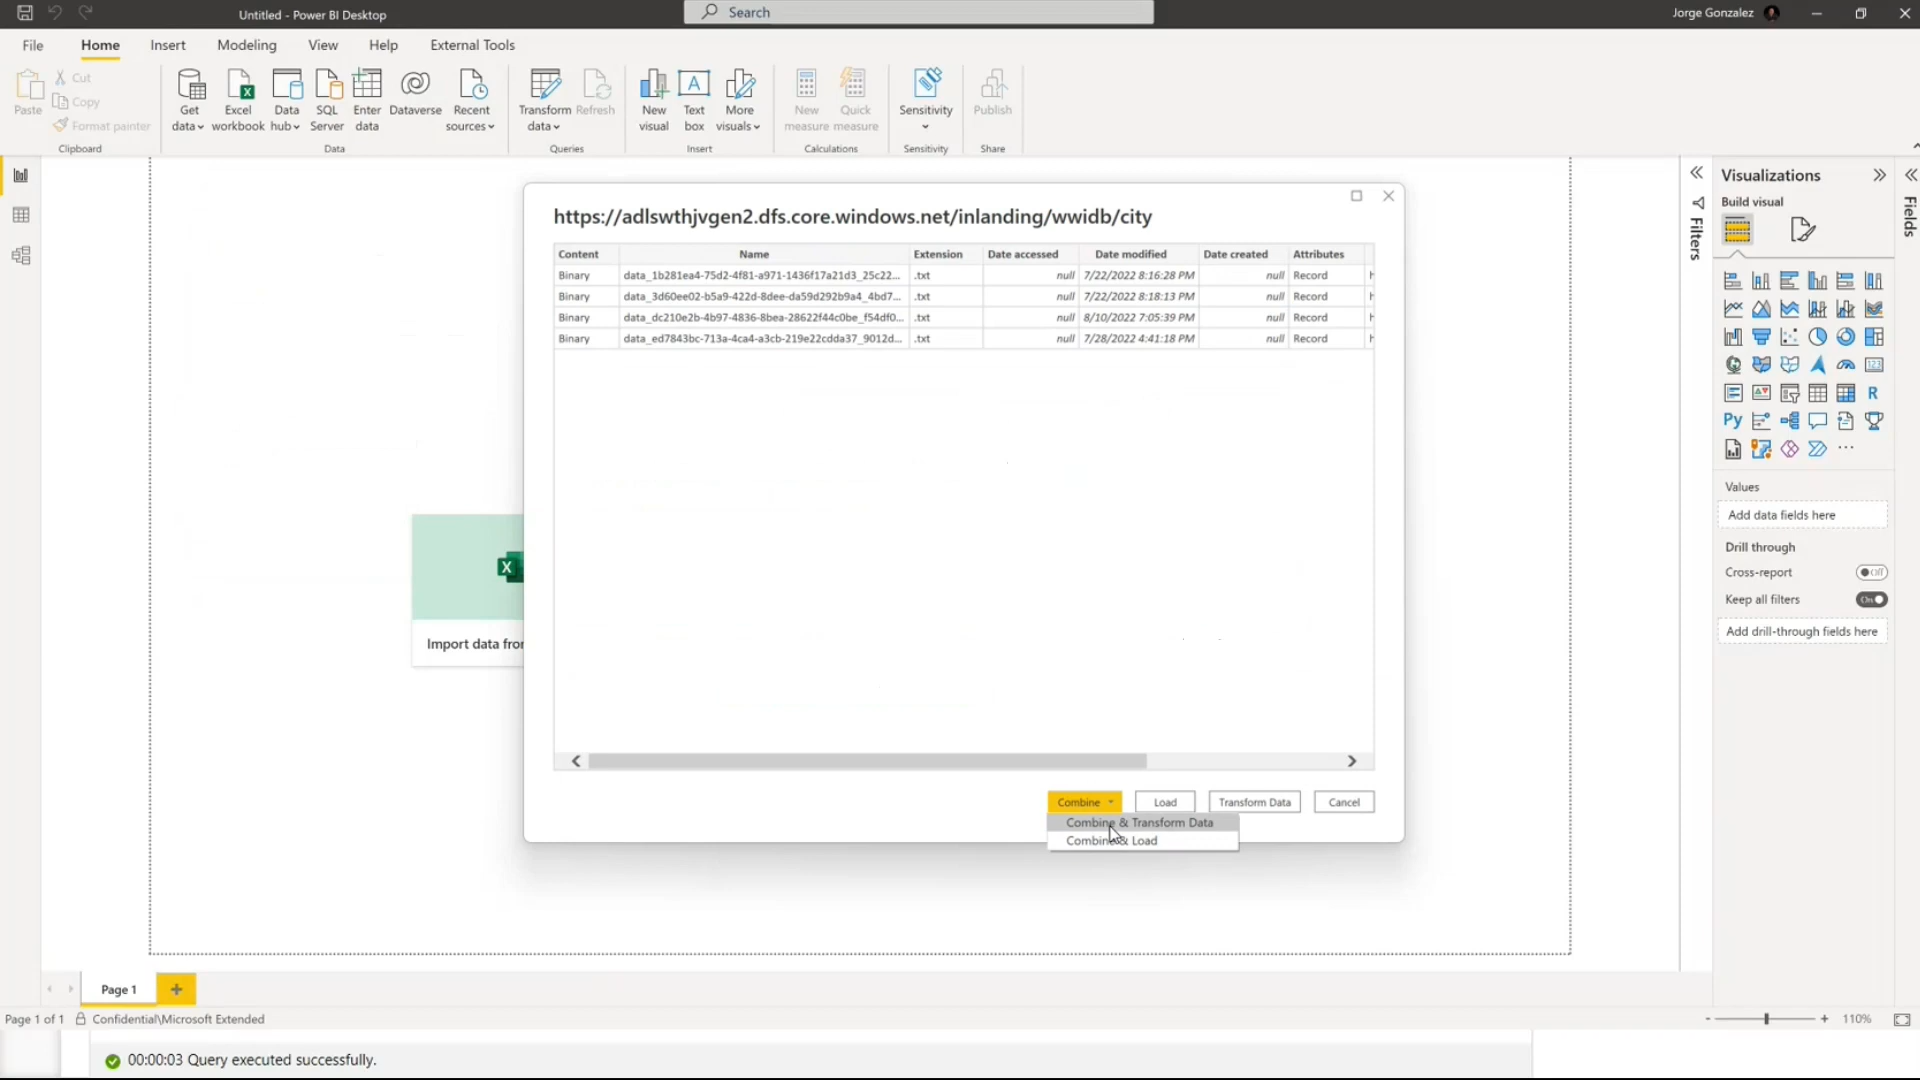 Untitled - Power BI Desktop
Search
Jorge Gonzalez
File
Home
Insert
Modeling
View
Help
External Tools
Paste
Cut
Copy
Format painter
Clipboard
Get data
Excel workbook
Data hub
SQL Server
Enter data
Dataverse
Recent sources
Data
Transform data
Refresh
Queries
New visual
Text box
More visuals
Insert
New measure
Quick measure
Calculations
Sensitivity
Sensitivity
Publish
Share
https://adlswthjvgen2.dfs.core.windows.net/inlanding/wwidb/city
Content Name Extension Date accessed Date modified Date created Attributes
Binary data_1b281ea4-75d2-4f81-a971-1436f17a21d3_25c22... .txt null 7/22/2022 8:16:28 PM null Record
Binary data_3d60ee02-b5a9-422d-8dee-da59d292b9a4_4bd7... .txt null 7/22/2022 8:18:13 PM null Record
Binary data_dc210e2b-4b97-4836-8bea-28622f44c0be_f54df0... .txt null 8/10/2022 7:05:39 PM null Record
Binary data_ed7843bc-713a-4ca4-a3cb-219e22cdda37_9012d... .txt null 7/28/2022 4:41:18 PM null Record
Combine
Load
Transform Data
Cancel
Combine & Transform Data
Combine & Load
Import data fro
Filters
Visualizations
Build visual
123
R
Py
Values
Add data fields here
Drill through
Cross-report
Off
Keep all filters
On
Add drill-through fields here
Fields
Page 1
Page 1 of 1
Confidential\Microsoft Extended
110%
00:00:03 Query executed successfully.